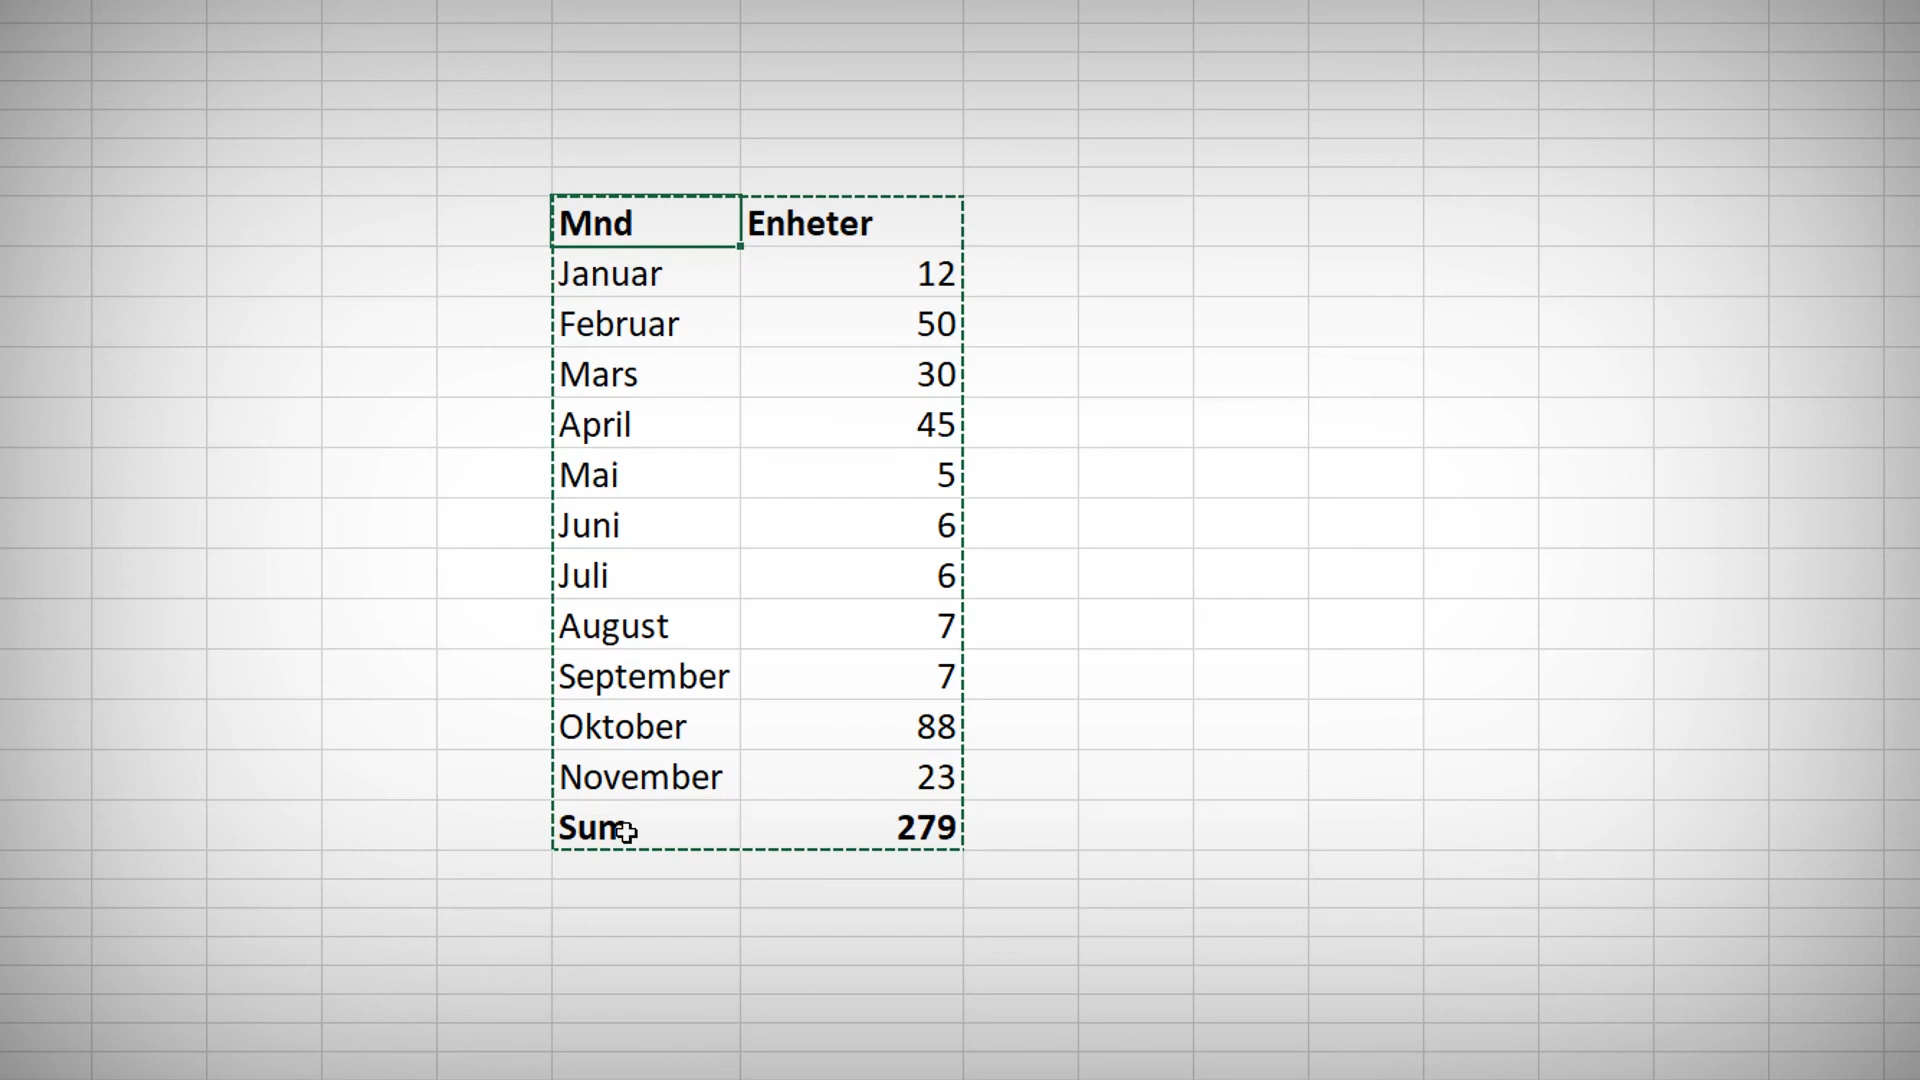 Mnd Enheter
Januar 12
Februar 50
Mars 30
April 45
Mai 5
Juni 6
Juli 6
August 7
September 7
Oktober 88
November 23
Sum 279